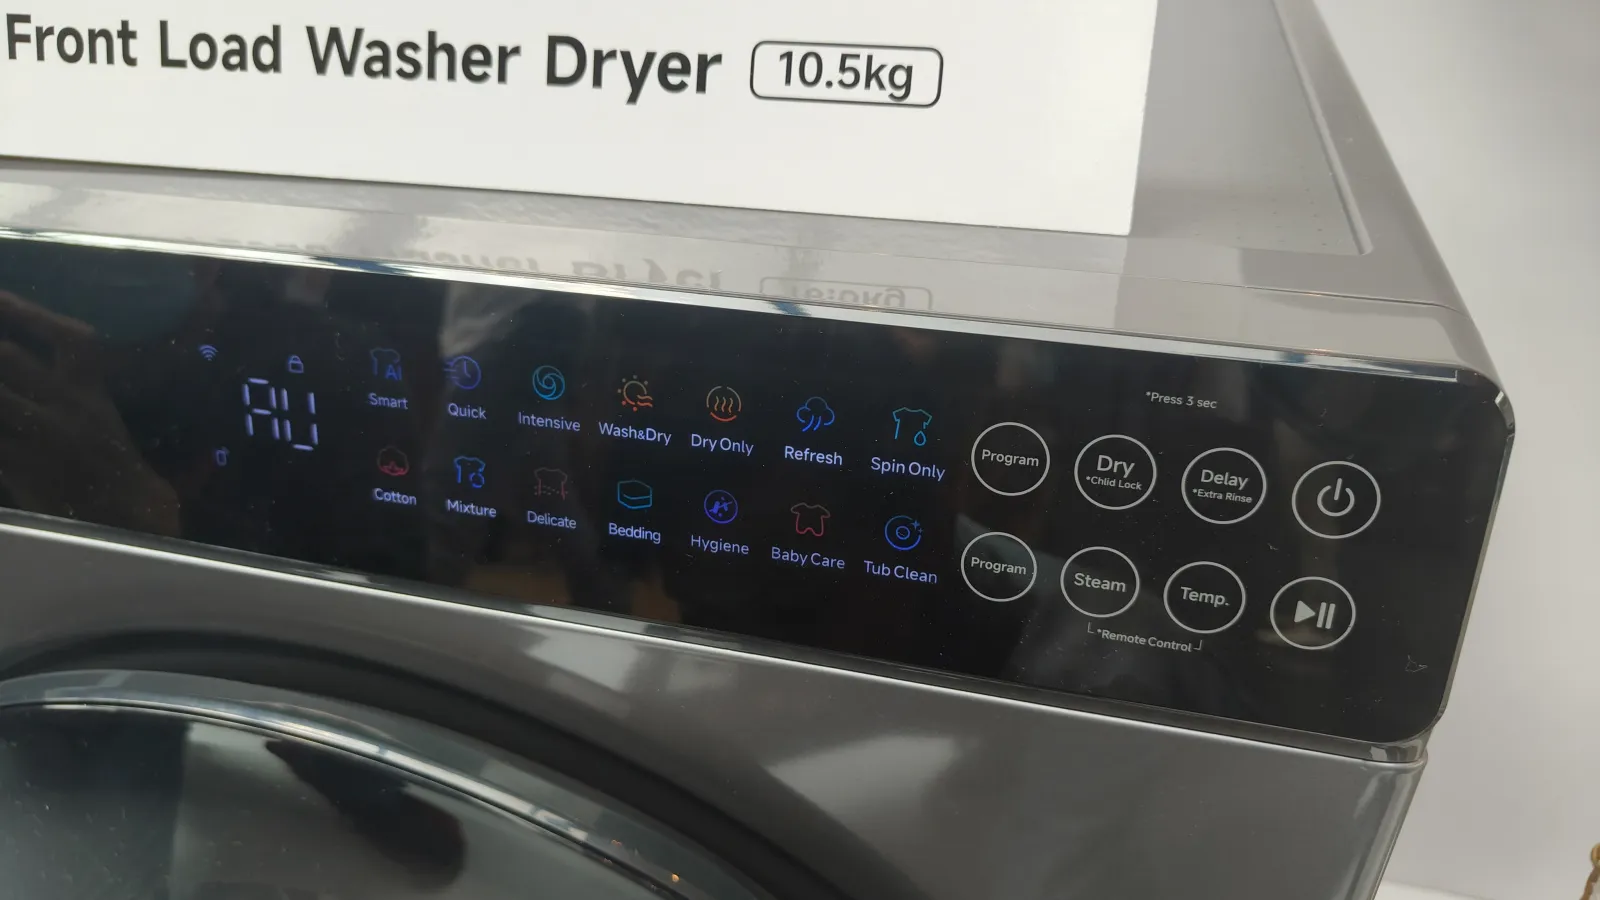 Front Load Washer Dryer 10.5kg
*Press 3 sec
AU
AI
Smart Quick Intensive Wash&Dry Dry Only Refresh Spin Only
Program
Dry
*Chlid Lock
Delay
*Extra Rinse
Cotton Mixture Delicate Bedding Hygiene Baby Care Tub Clean
Program
Steam
Temp.
*Remote Control